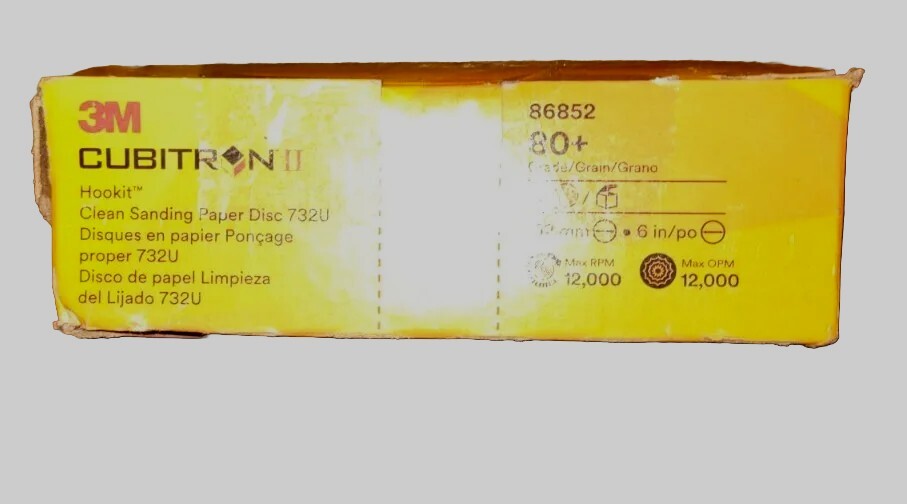 3M
CUBITRON II
Hookit™
Clean Sanding Paper Disc 732U
Disques en papier Ponçage
proper 732U
Disco de papel Limpieza
del Lijado 732U
86852
80+
Grade/Grain/Grano
/
mm • 6 in/po
Max RPM
12,000
Max OPM
12,000